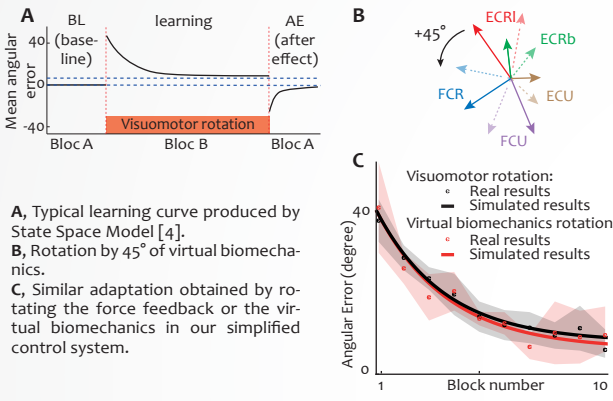 A
BL
(base-
line)
learning
AE
(after
effect)
Mean angular
error
40
0
-40
Visuomotor rotation
Bloc A
Bloc B
Bloc A
B
+45°
ECRl
ECRb
FCR
ECU
FCU
A, Typical learning curve produced by
State Space Model [4].
B, Rotation by 45° of virtual biomecha-
nics.
C, Similar adaptation obtained by ro-
tating the force feedback or the vir-
tual biomechanics in our simplified
control system.
C
Visuomotor rotation:
Real results
Simulated results
Virtual biomechanics rotation
Real results
Simulated results
Angular Error (degree)
40
0
1
Block number
10